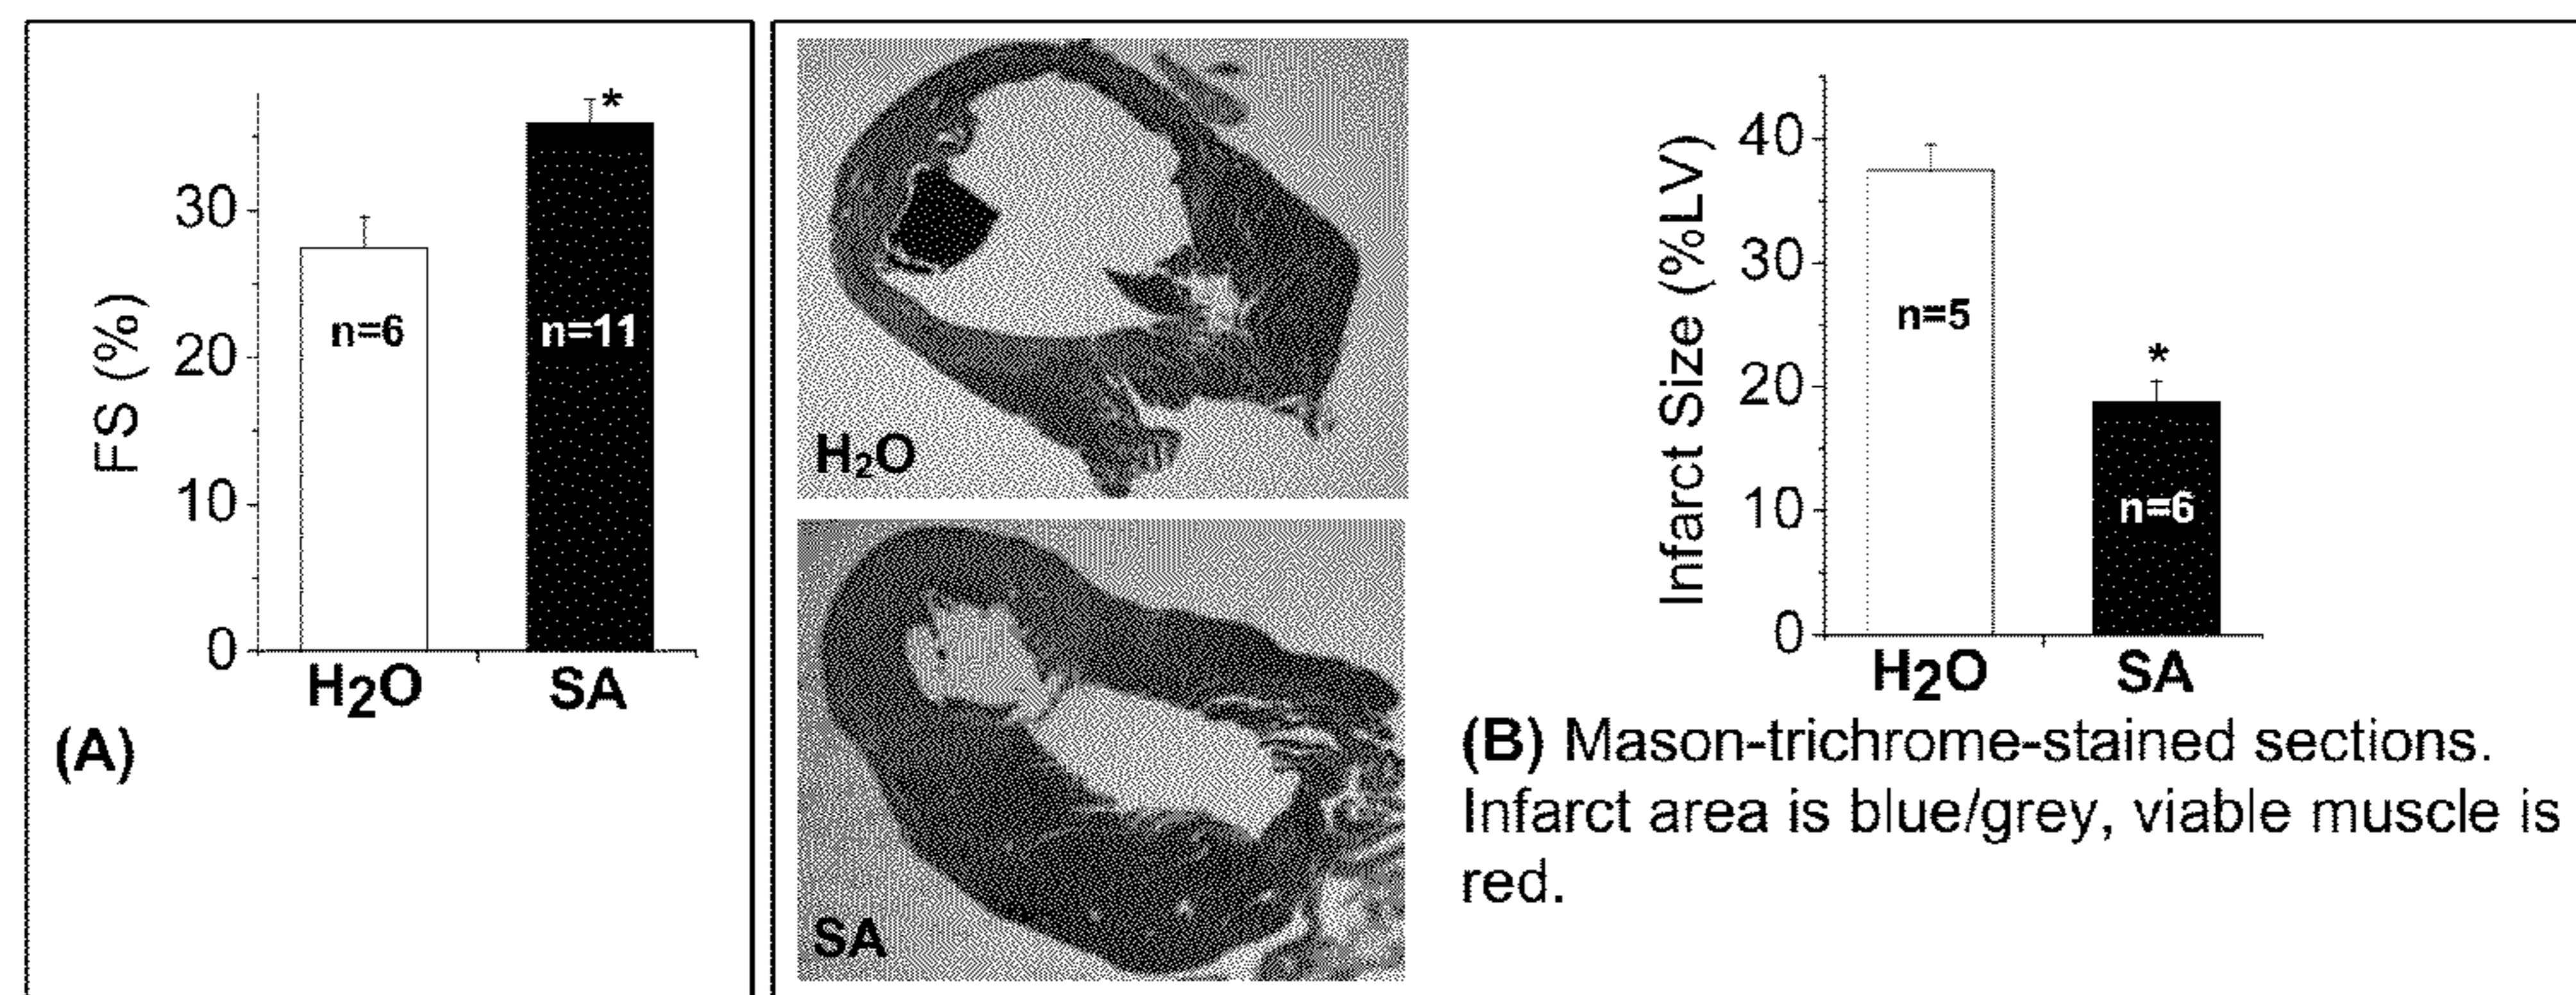 FS (%)
30
20
10
0
n=6
n=11
*
H2O
SA
(A)
H₂O
SA
Infarct Size (%LV)
40
30
20
10
0
n=5
*
n=6
H2O
SA
(B) Mason-trichrome-stained sections.
Infarct area is blue/grey, viable muscle is
red.